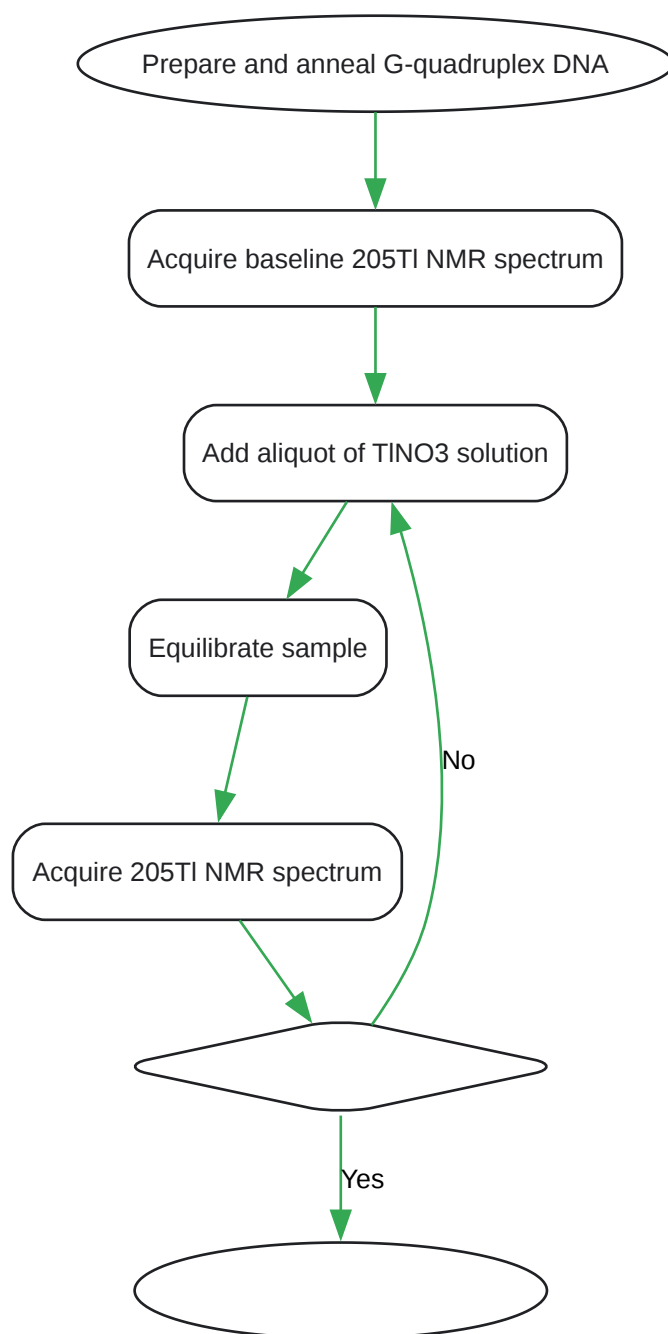 Prepare and anneal G-quadruplex DNA
Acquire baseline 205Tl NMR spectrum
Add aliquot of TlNO3 solution
Equilibrate sample
No
Acquire 205Tl NMR spectrum
Yes